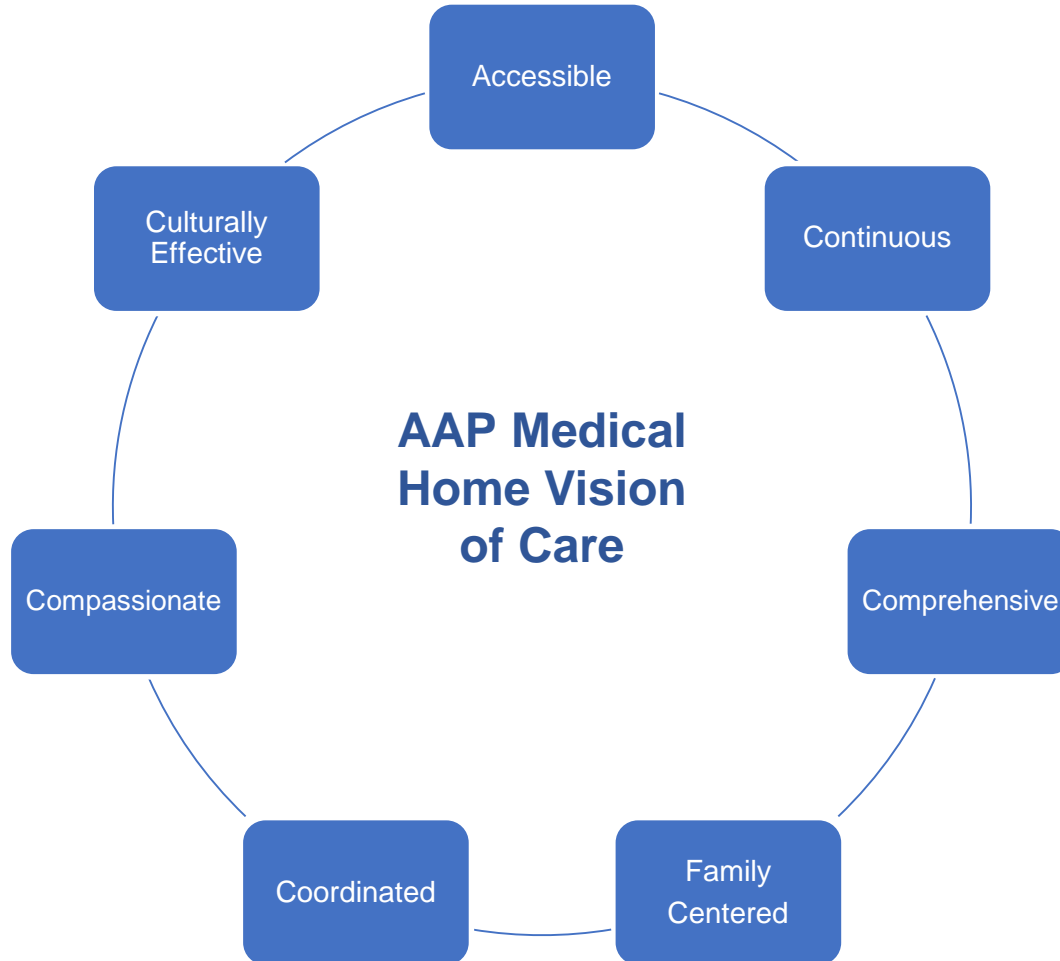 Accessible
Continuous
Comprehensive
Family
Centered
Coordinated
Compassionate
Culturally
Effective
AAP Medical
Home Vision
of Care